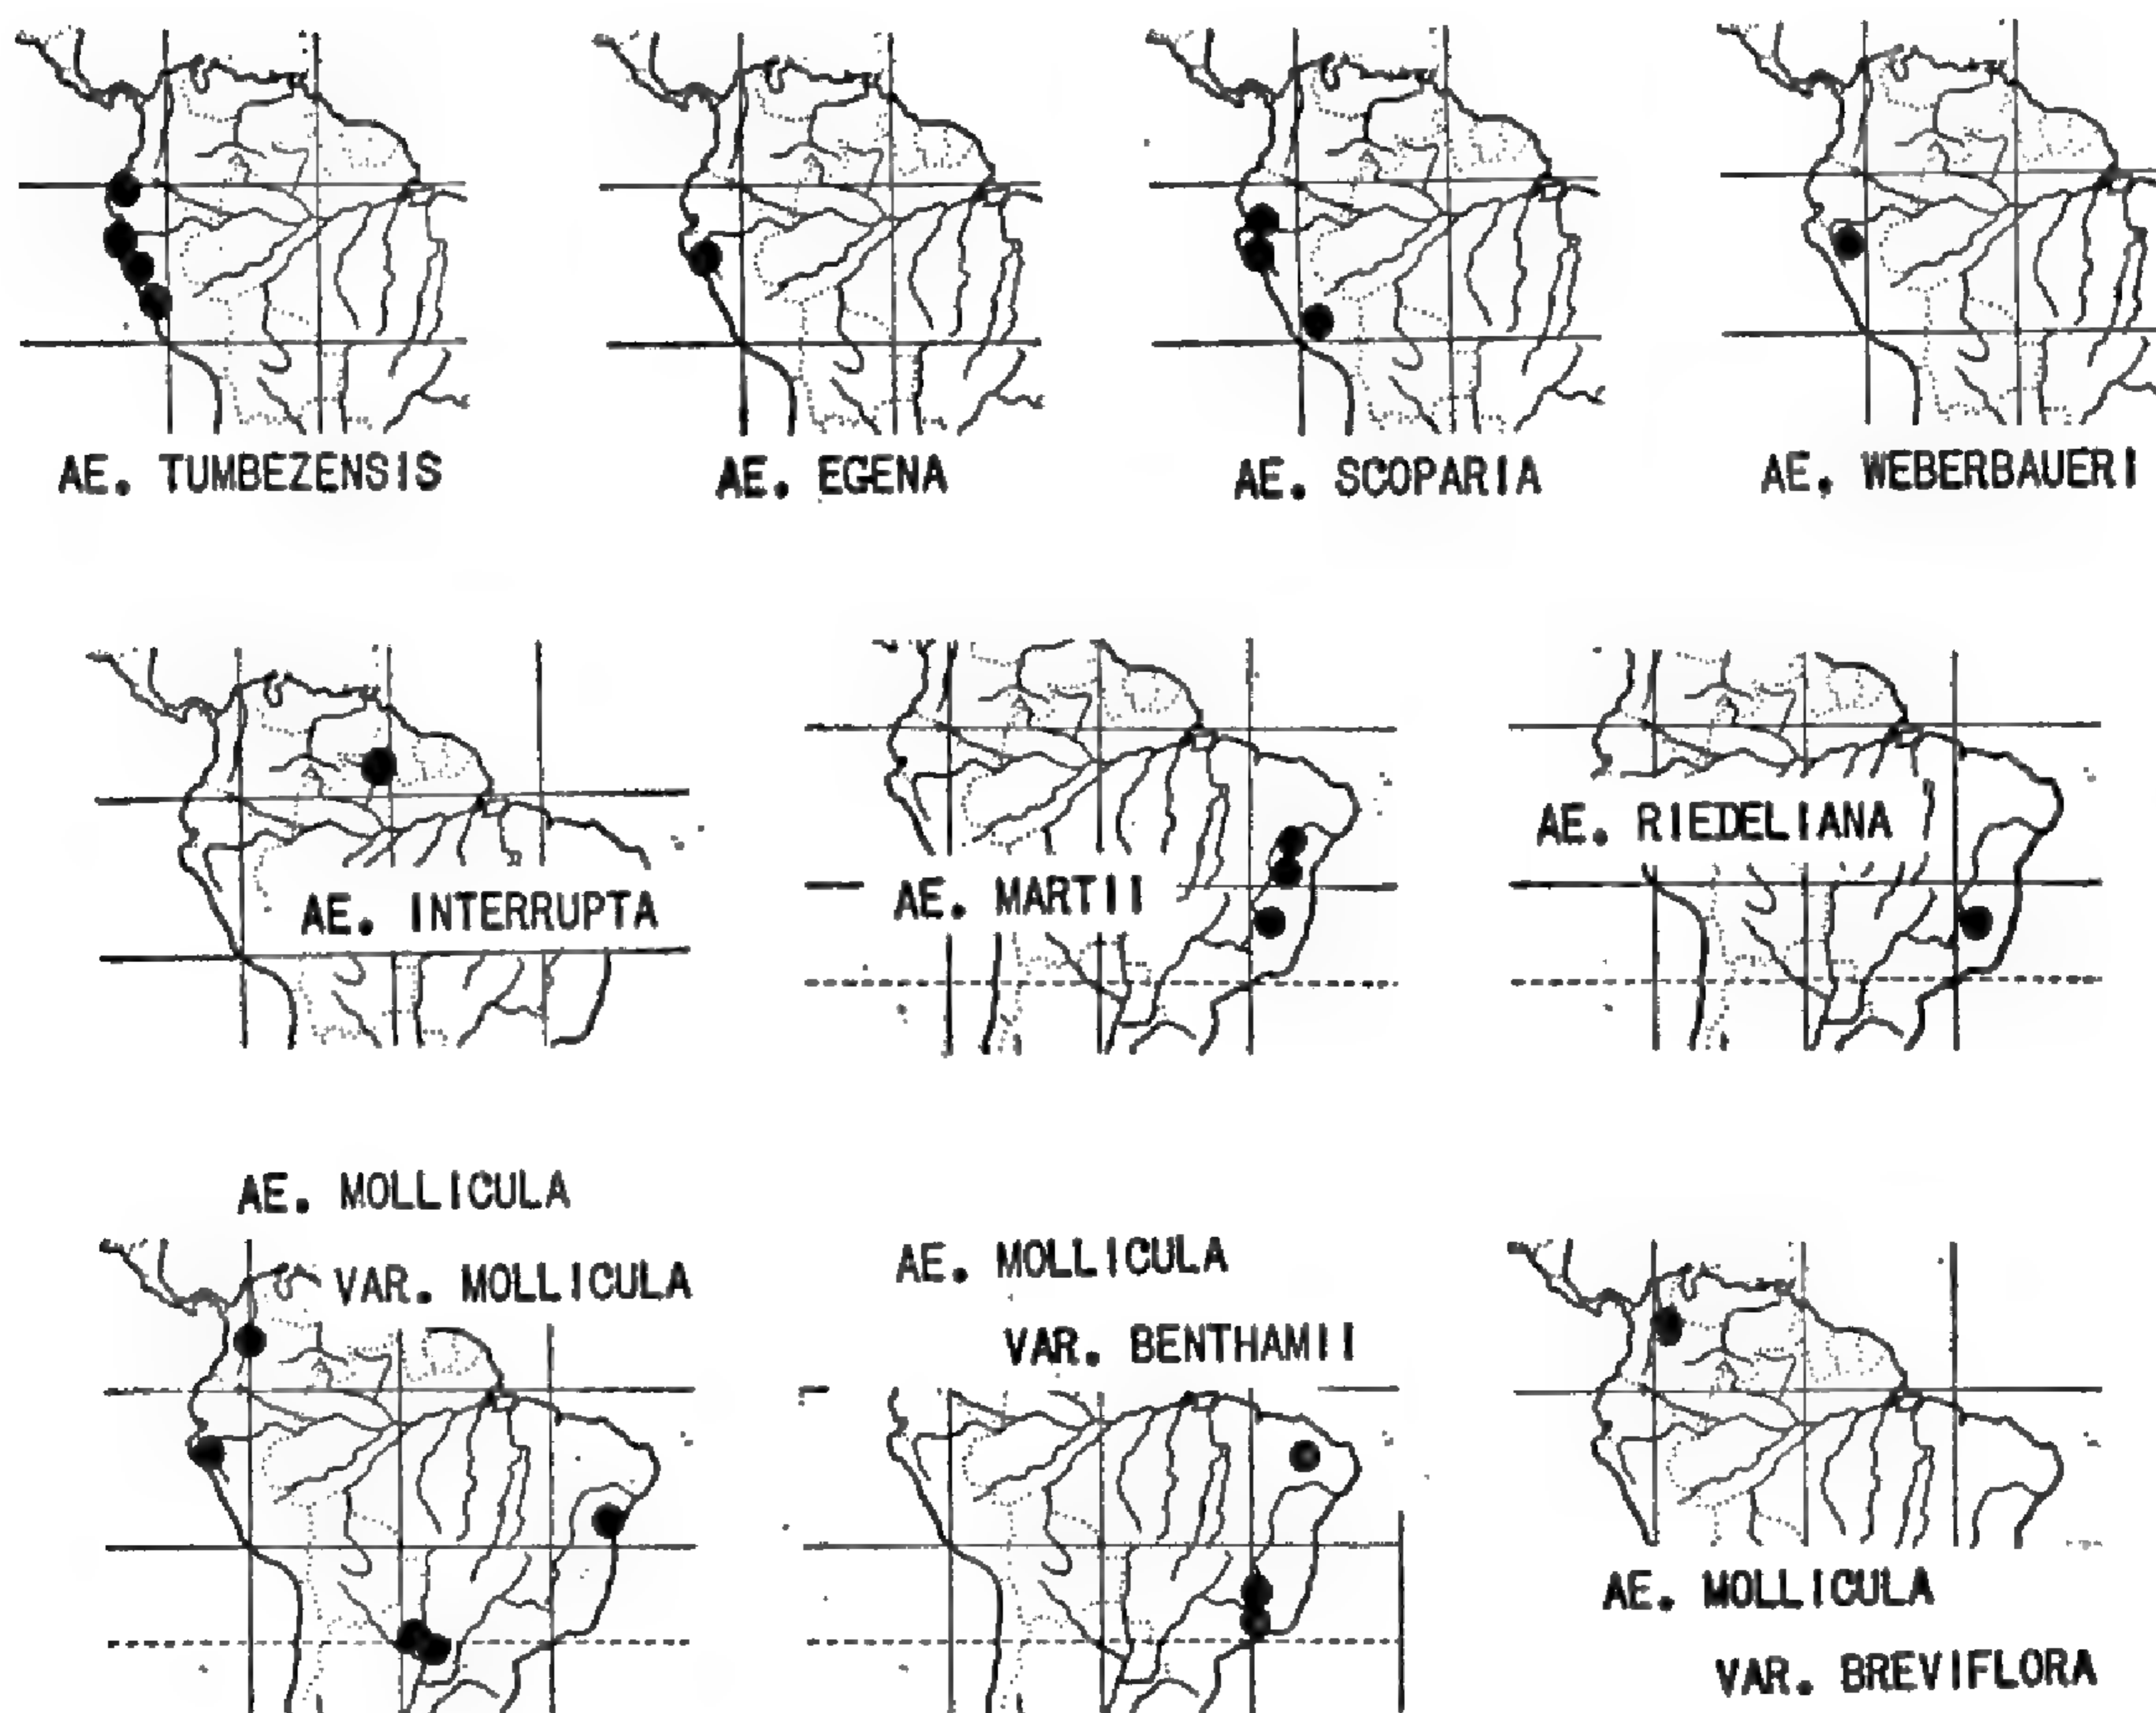 AE. TUMBEZENSIS
AE. EGENA
AE. SCOPARIA
AE. WEBERBAUERI
AE. INTERRUPTA
AE. MARTII
AE. RIEDELIANA
AE. MOLLICULA
VAR. MOLLICULA
AE. MOLLICULA
VAR. BENTHAMII
AE. MOLLICULA
VAR. BREVIFLORA